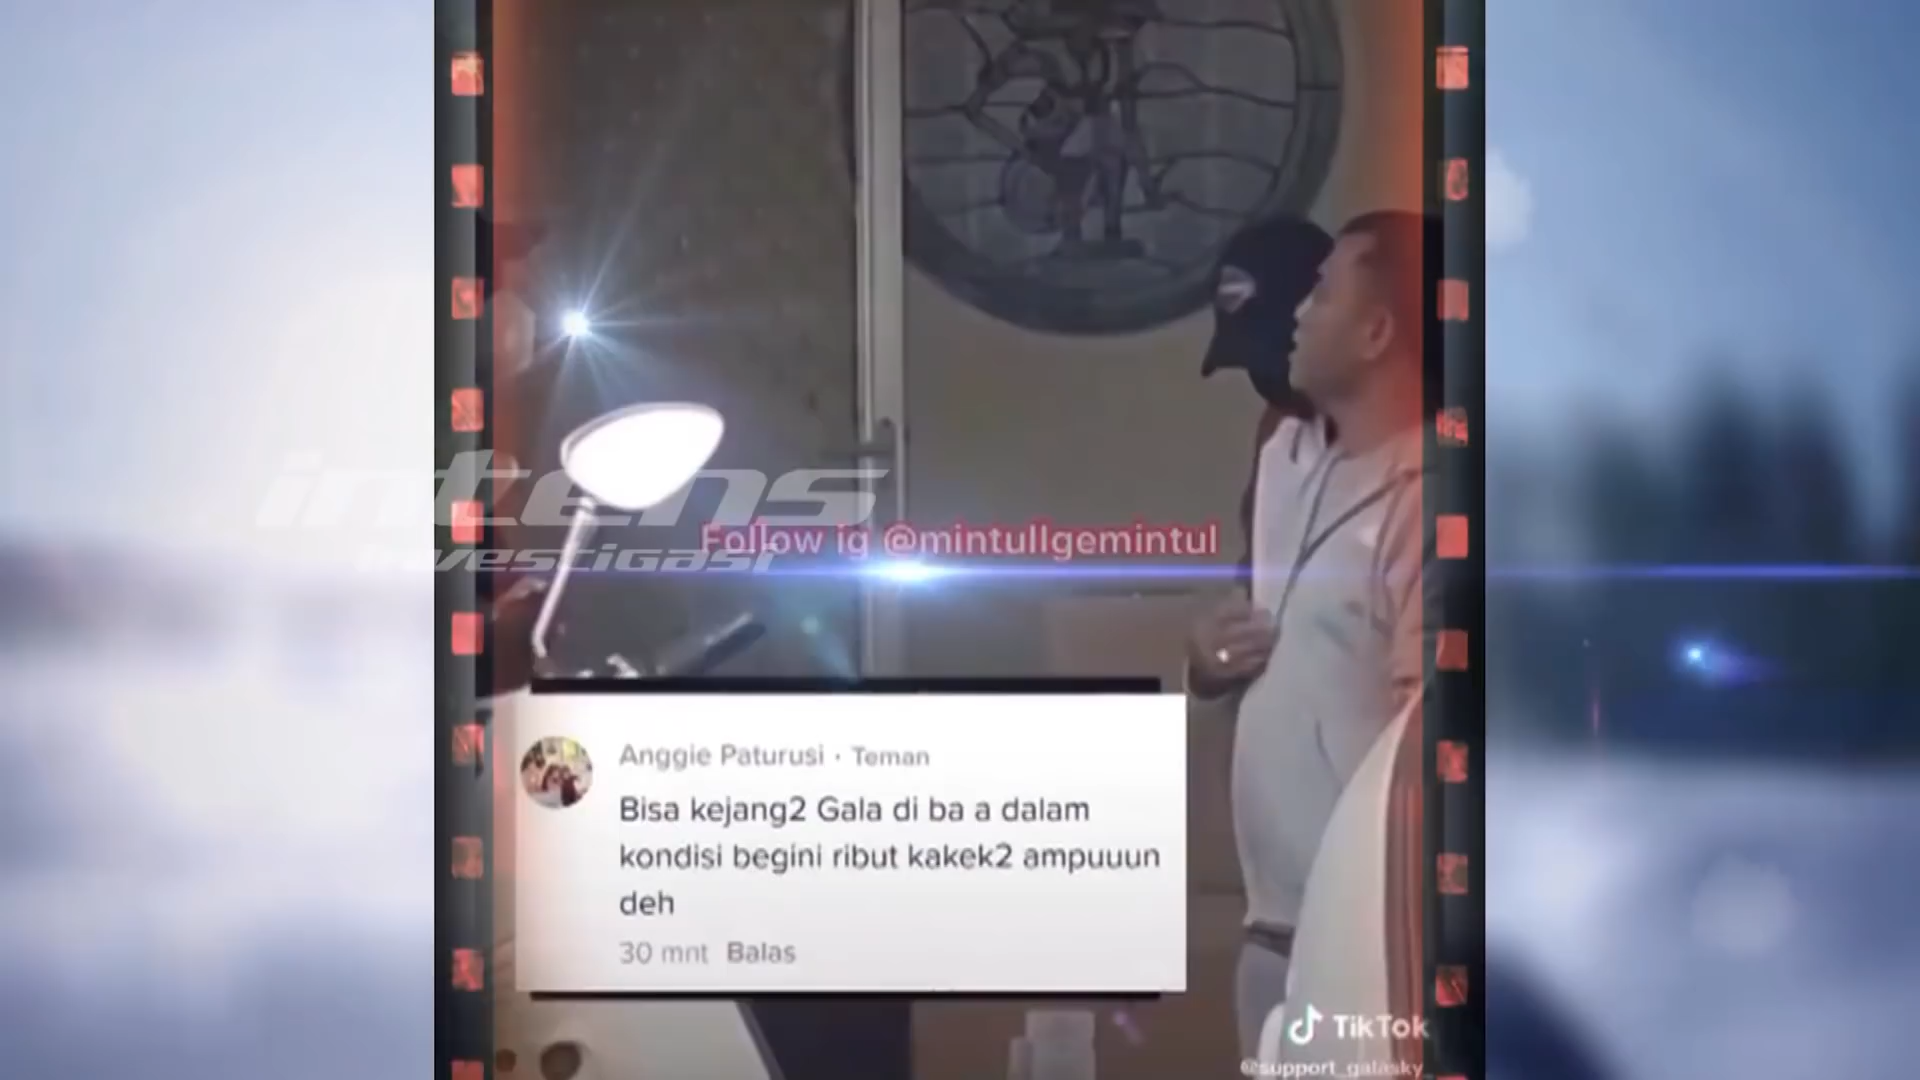 intens
investigasi
Follow ig @mintullgemintul
Anggie Paturusi · Teman
Bisa kejang2 Gala di ba a dalam
kondisi begini ribut kakek2 ampuuun
deh
30 mnt Balas
TikTok
@support_galasky_